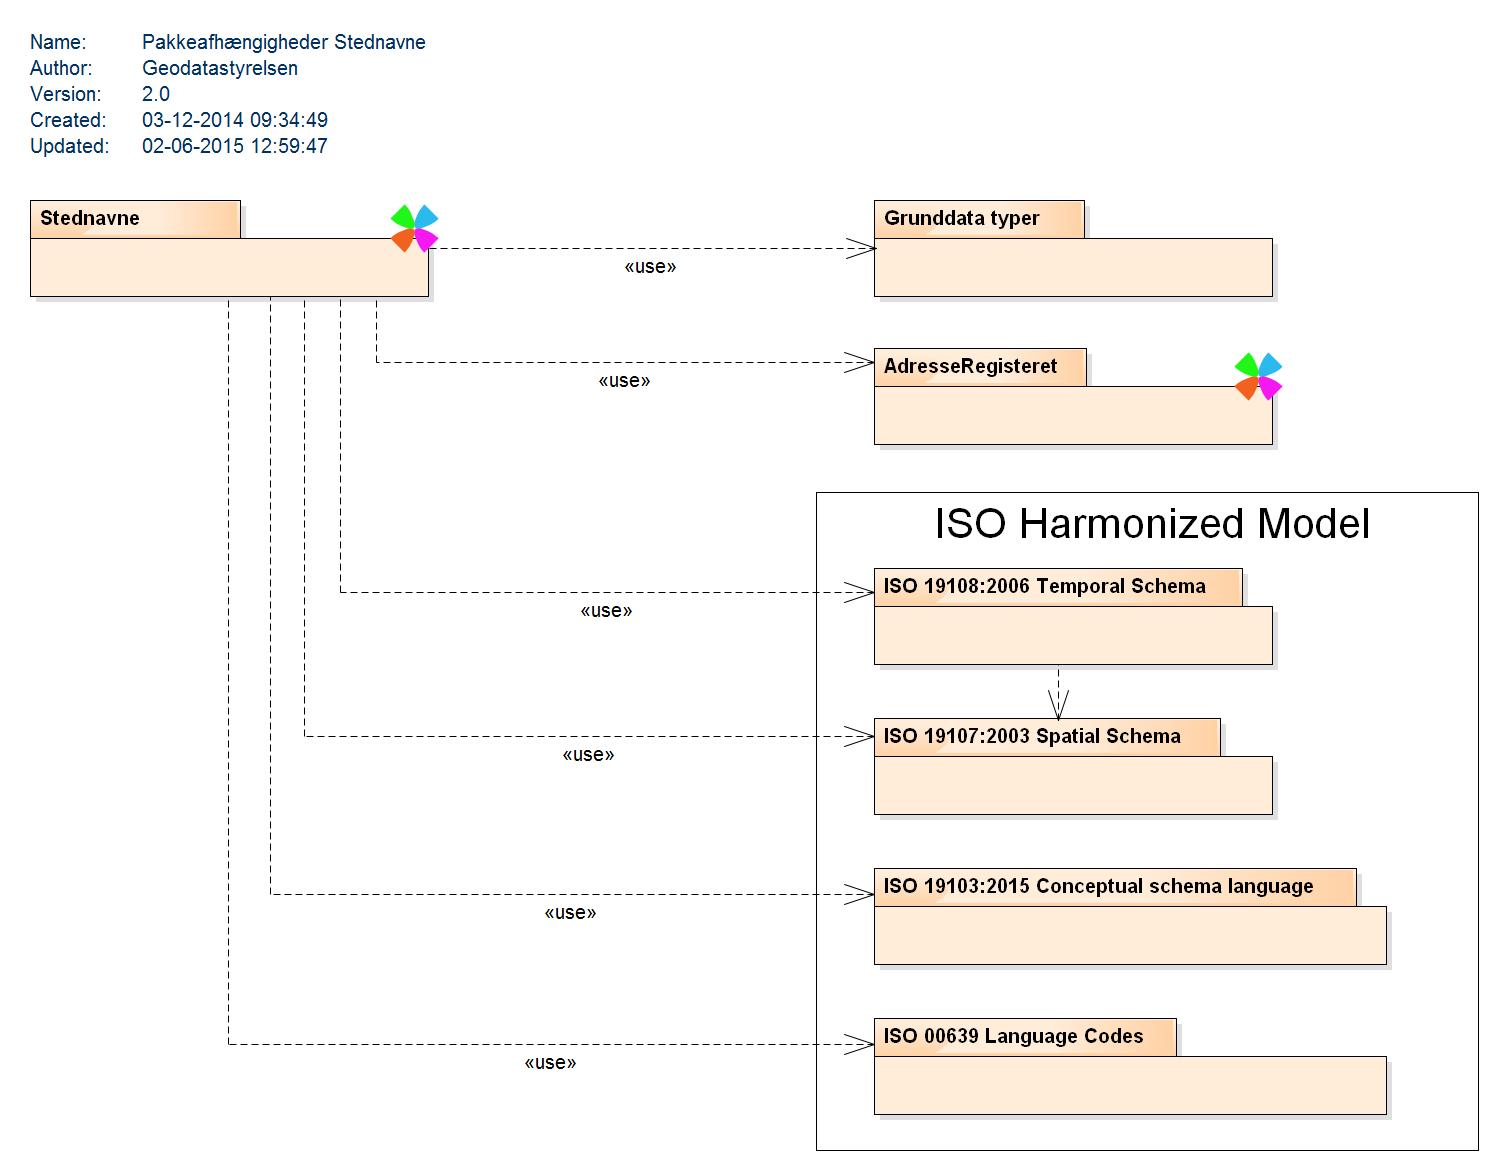 Name: Pakkeafhængigheder Stednavne
Author: Geodatastyrelsen
Version: 2.0
Created: 03-12-2014 09:34:49
Updated: 02-06-2015 12:59:47
Stednavne
Grunddata typer
«use»
AdresseRegisteret
«use»
ISO Harmonized Model
ISO 19108:2006 Temporal Schema
«use»
ISO 19107:2003 Spatial Schema
«use»
ISO 19103:2015 Conceptual schema language
«use»
ISO 00639 Language Codes
«use»